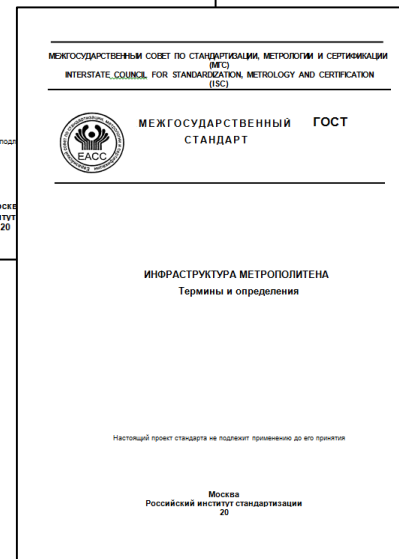 МЕЖГОСУДАРСТВЕННЫЙ СОВЕТ ПО СТАНДАРТИЗАЦИИ, МЕТРОЛОГИИ И СЕРТИФИКАЦИИ
(МГС)
INTERSTATE COUNCIL FOR STANDARDIZATION, METROLOGY AND CERTIFICATION
(ISC)
МЕЖГОСУДАРСТВЕННЫЙ ГОСТ
СТАНДАРТ
EACC
ИНФРАСТРУКТУРА МЕТРОПОЛИТЕНА
Термины и определения
Настоящий проект стандарта не подлежит применению до его принятия
Москва
Российский институт стандартизации
20
20